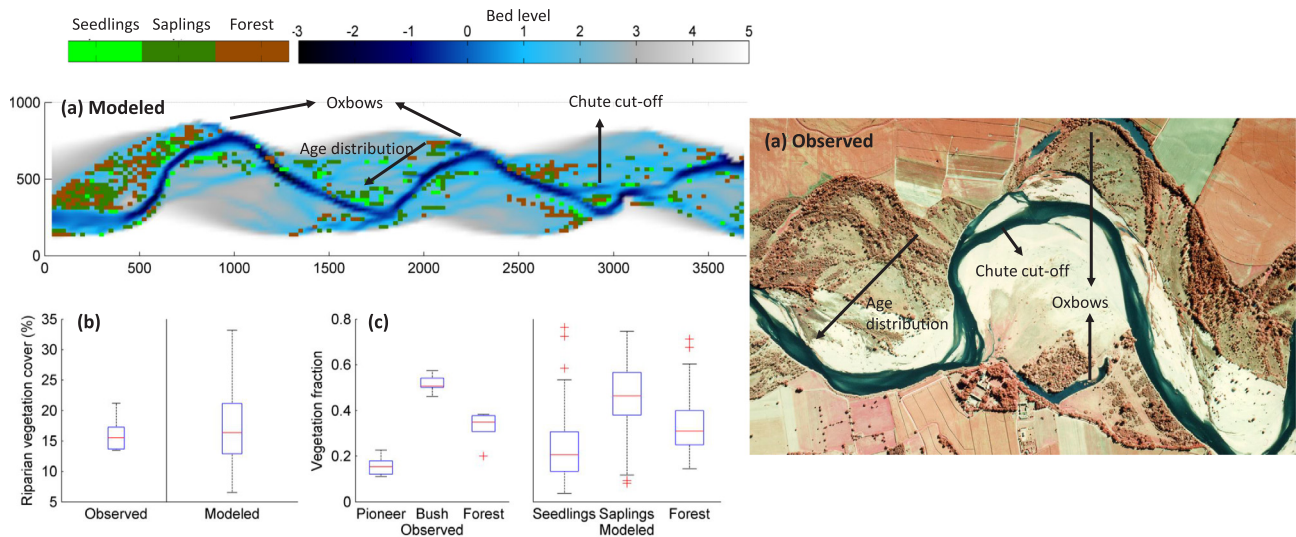 Seedlings Saplings Forest
Bed level
-3 -2 -1 0 1 2 3 4 5
(a) Modeled
Oxbows
Chute cut-off
Age distribution
1000
500
0
0 500 1000 1500 2000 2500 3000 3500
(a) Observed
Chute cut-off
Oxbows
Age
distribution
(b)
Riparian vegetation cover (%)
35
30
25
20
15
10
5
Observed Modeled
(c)
Vegetation fraction
0.8
0.6
0.4
0.2
0
Pioneer Bush Forest
Observed
Seedlings Saplings Forest
Modeled